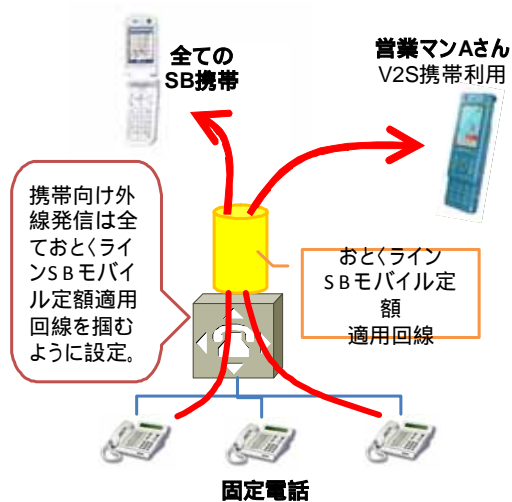 全ての
SB携帯
営業マンAさん
V2S携帯利用
携帯向け外
線発信は全
ておとくライ
ンSBモバイ
ル定額適用
回線を掴む
ように設定。
おとくライン
SBモバイル定
額
適用回線
固定電話